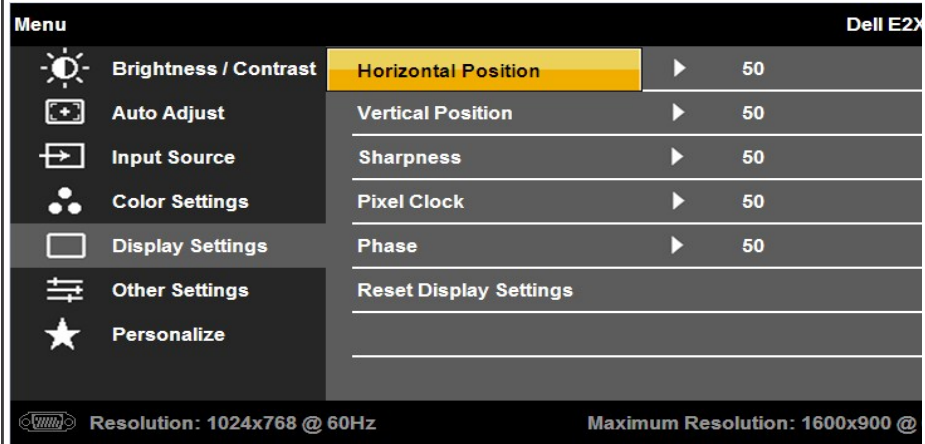 Menu Dell E2X
Brightness / Contrast Horizontal Position 50
Auto Adjust Vertical Position 50
Input Source Sharpness 50
Color Settings Pixel Clock 50
Display Settings Phase 50
Other Settings Reset Display Settings
Personalize
Resolution: 1024x768 @ 60Hz Maximum Resolution: 1600x900 @